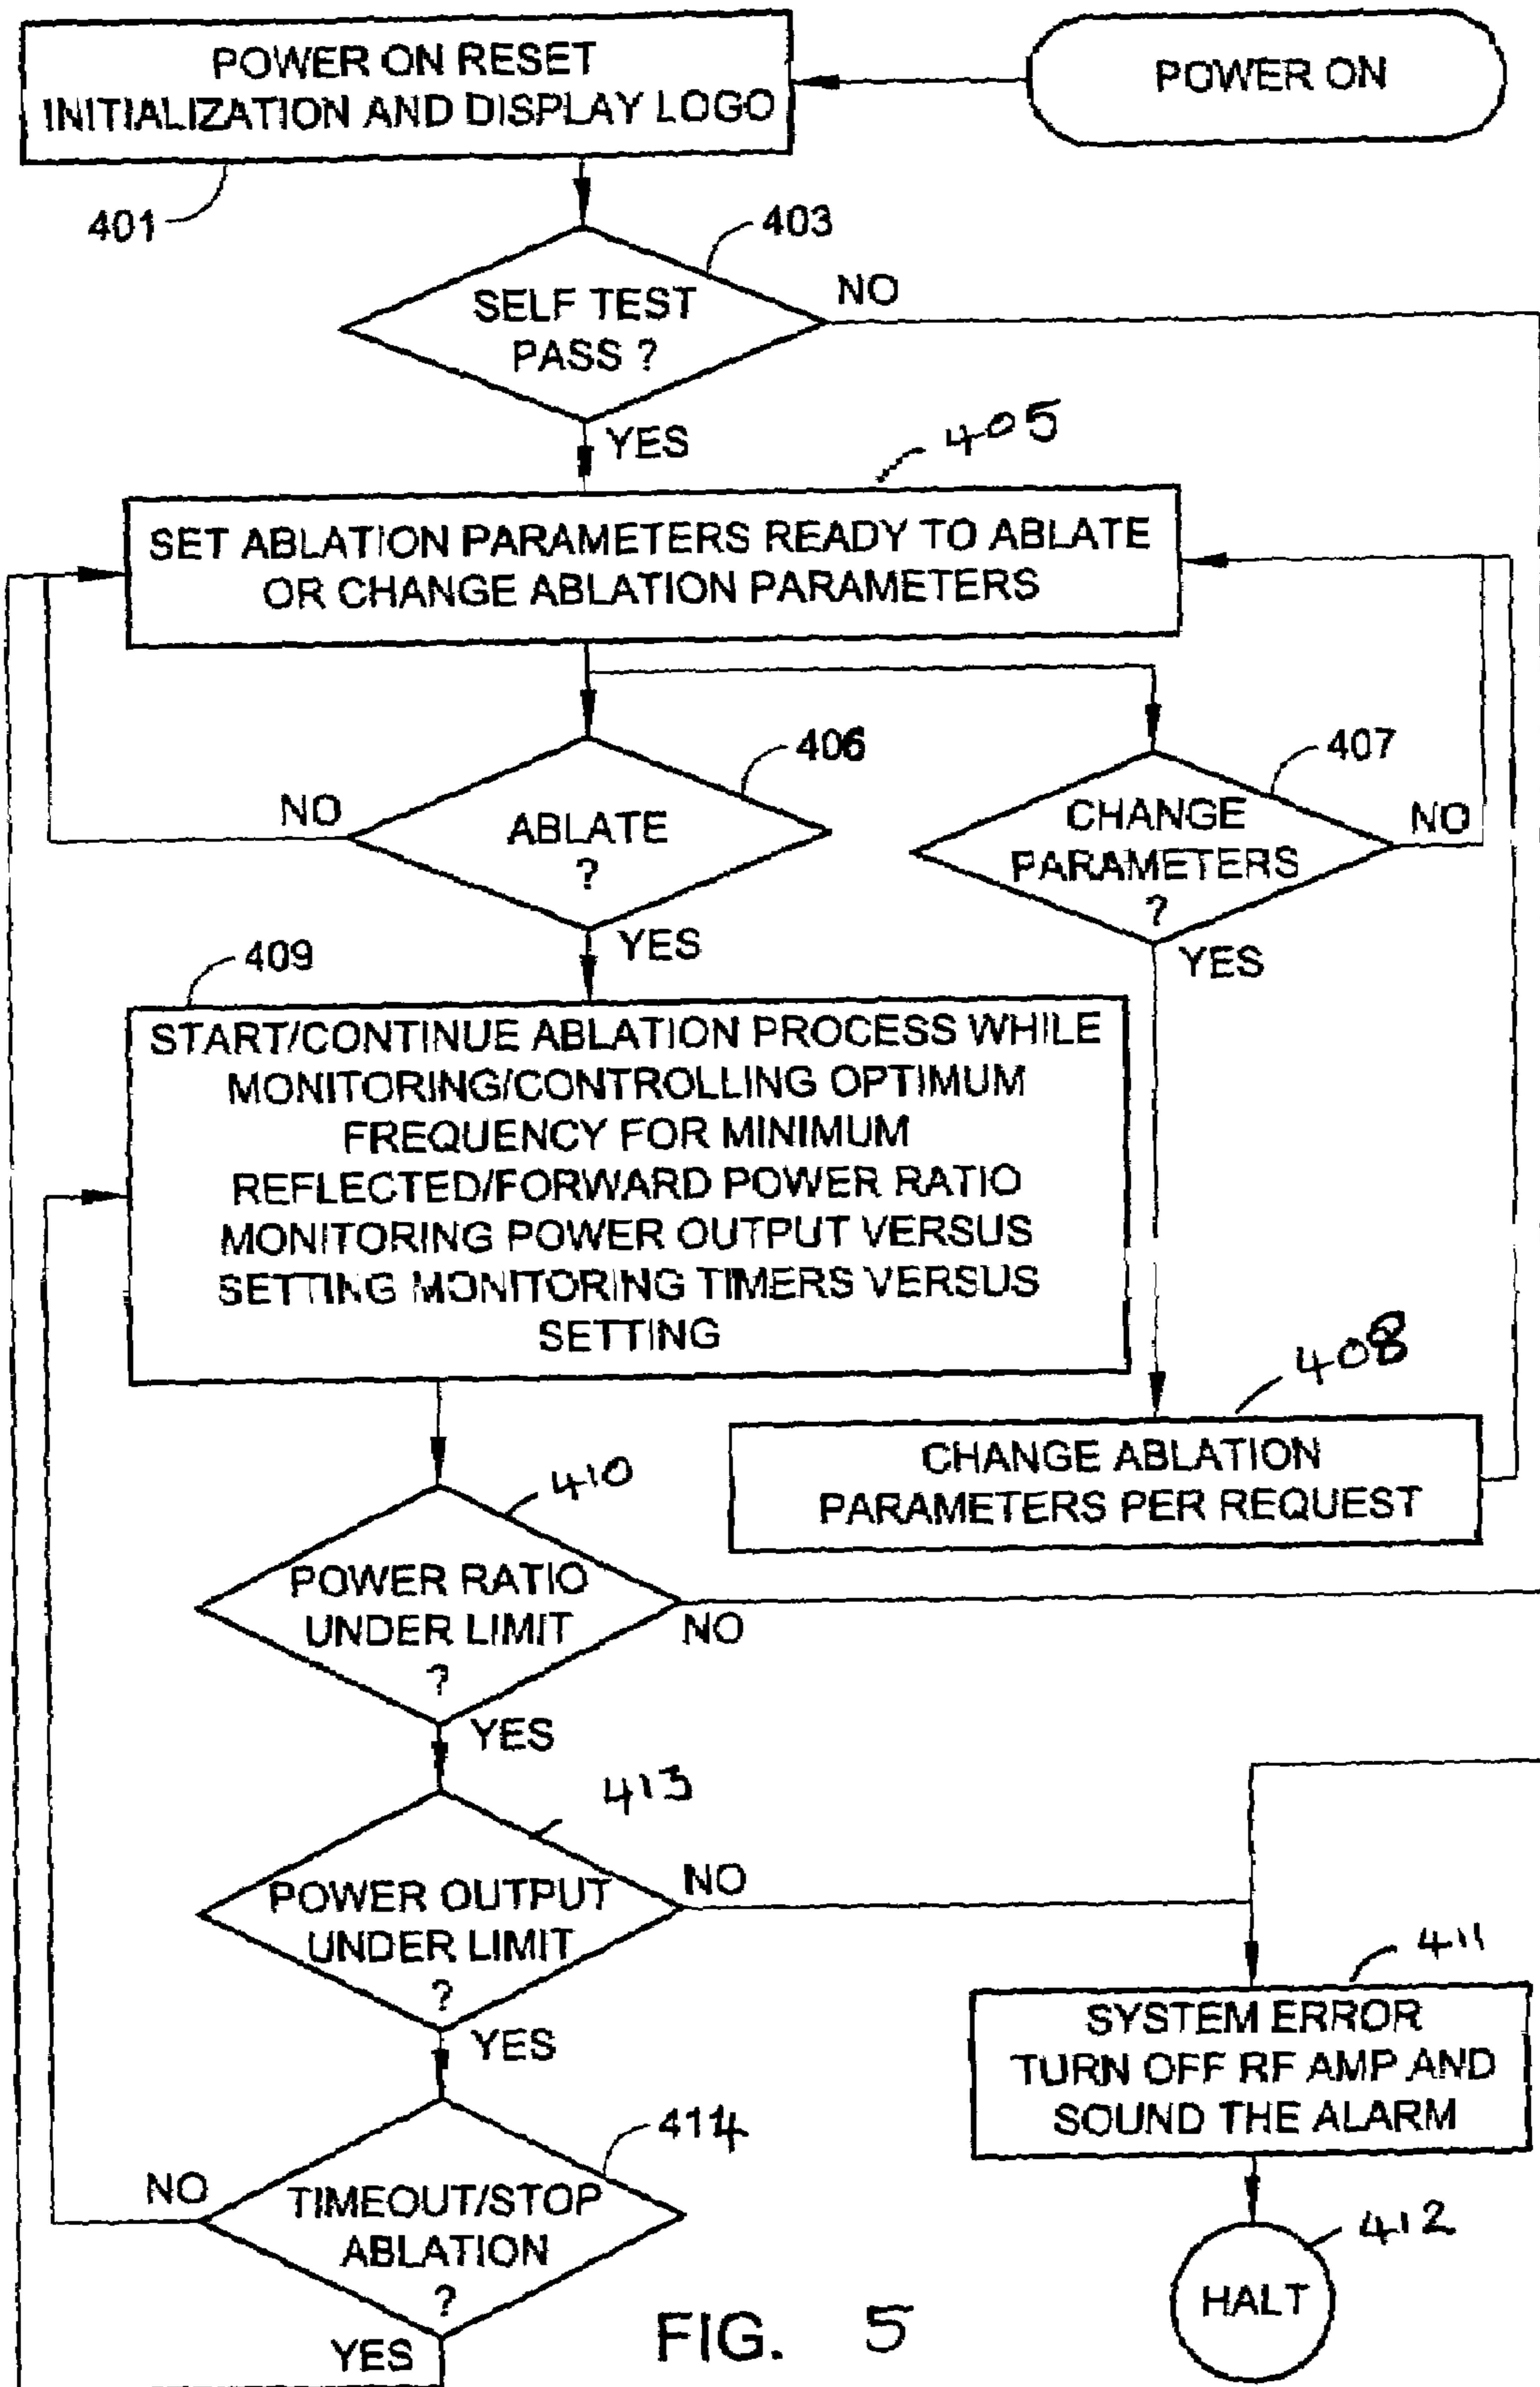 POWER ON RESET
INITIALIZATION AND DISPLAY LOGO
POWER ON
401
403
SELF TEST
PASS ?
NO
YES
405
SET ABLATION PARAMETERS READY TO ABLATE
OR CHANGE ABLATION PARAMETERS
406
407
NO
ABLATE
?
CHANGE
PARAMETERS
?
NO
YES
YES
409
START/CONTINUE ABLATION PROCESS WHILE
MONITORING/CONTROLLING OPTIMUM
FREQUENCY FOR MINIMUM
REFLECTED/FORWARD POWER RATIO
MONITORING POWER OUTPUT VERSUS
SETTING MONITORING TIMERS VERSUS
SETTING
408
CHANGE ABLATION
PARAMETERS PER REQUEST
410
POWER RATIO
UNDER LIMIT
?
NO
YES
413
POWER OUTPUT
UNDER LIMIT
?
NO
YES
411
SYSTEM ERROR
TURN OFF RF AMP AND
SOUND THE ALARM
414
NO
TIMEOUT/STOP
ABLATION
?
YES
412
HALT
FIG. 5